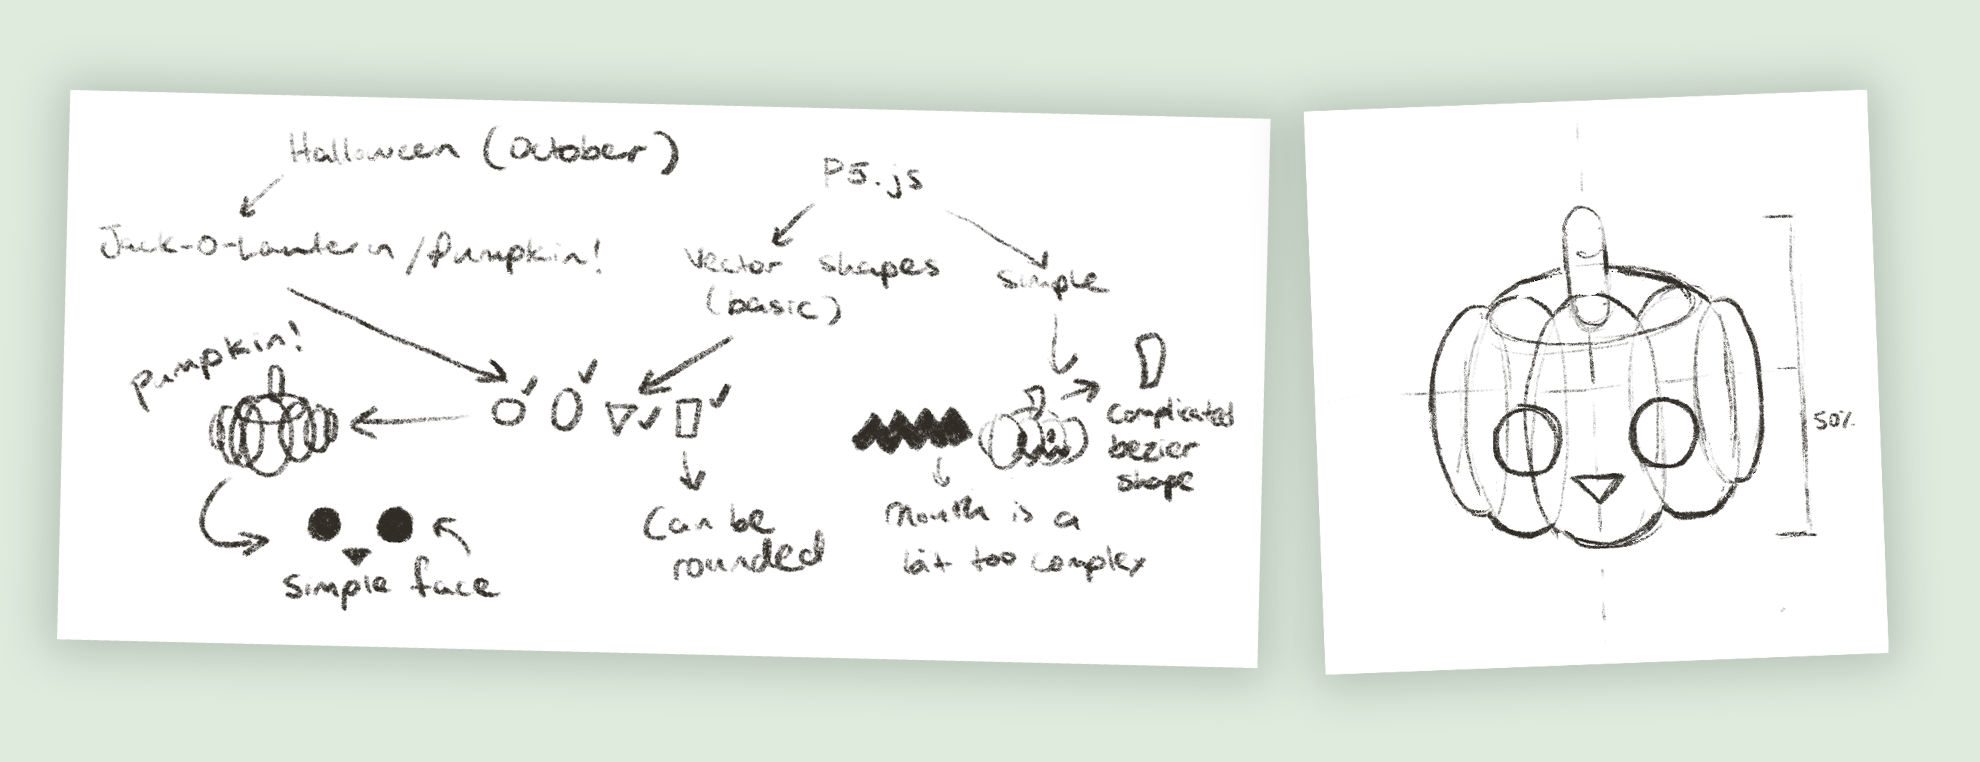 Halloween (October)
P5.js
Jack-O-Lantern / Pumpkin!
vector shapes
(basic)
simple
pumpkin!
Complicated
bezier
shape
50%
Can be
rounded
Mouth is a
bit too complex
simple face